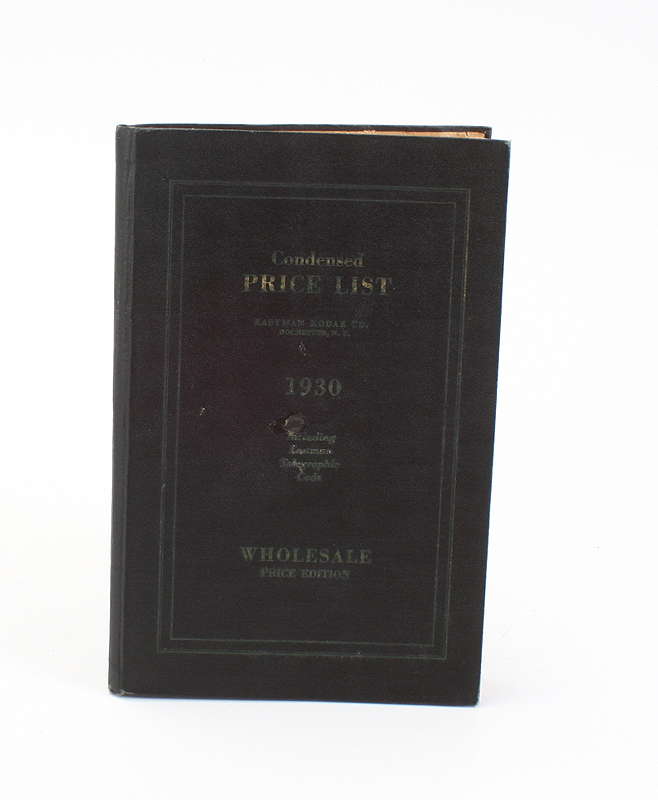 Condensed
PRICE LIST
EASTMAN KODAK CO.
ROCHESTER, N. Y.
1930
Including
Eastman
Telegraphic
Code
WHOLESALE
PRICE EDITION